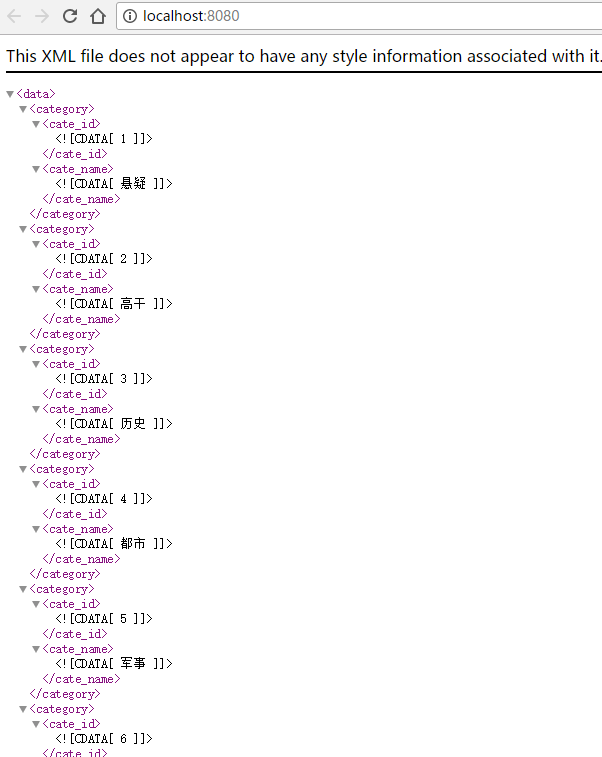 localhost:8080
This XML file does not appear to have any style information associated with it.
<data>
<category>
<cate_id>
<![CDATA[ 1 ]]>
</cate_id>
<cate_name>
<![CDATA[ 悬疑 ]]>
</cate_name>
</category>
<category>
<cate_id>
<![CDATA[ 2 ]]>
</cate_id>
<cate_name>
<![CDATA[ 高干 ]]>
</cate_name>
</category>
<category>
<cate_id>
<![CDATA[ 3 ]]>
</cate_id>
<cate_name>
<![CDATA[ 历史 ]]>
</cate_name>
</category>
<category>
<cate_id>
<![CDATA[ 4 ]]>
</cate_id>
<cate_name>
<![CDATA[ 都市 ]]>
</cate_name>
</category>
<category>
<cate_id>
<![CDATA[ 5 ]]>
</cate_id>
<cate_name>
<![CDATA[ 军事 ]]>
</cate_name>
</category>
<category>
<cate_id>
<![CDATA[ 6 ]]>
</cate_id>